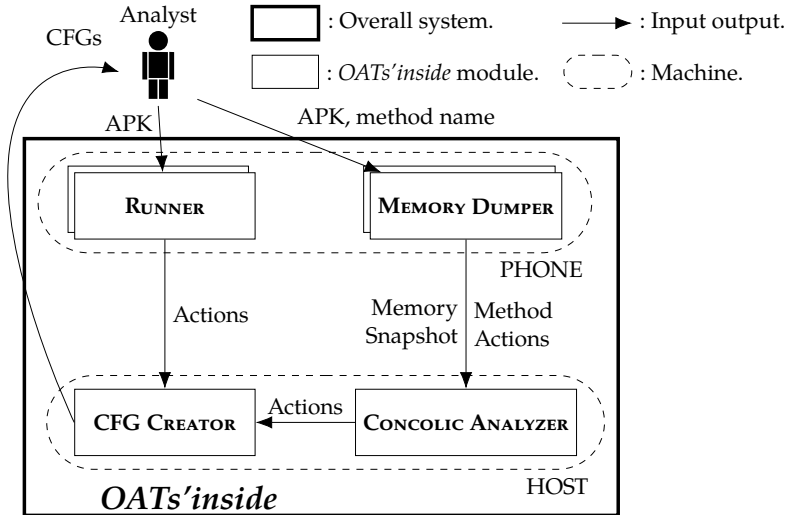 Analyst
CFGs
: Overall system.
: Input output.
: OATs'inside module.
: Machine.
APK
APK, method name
RUNNER
MEMORY DUMPER
PHONE
Actions
Memory
Snapshot
Method
Actions
CFG CREATOR
Actions
CONCOLIC ANALYZER
HOST
OATs'inside